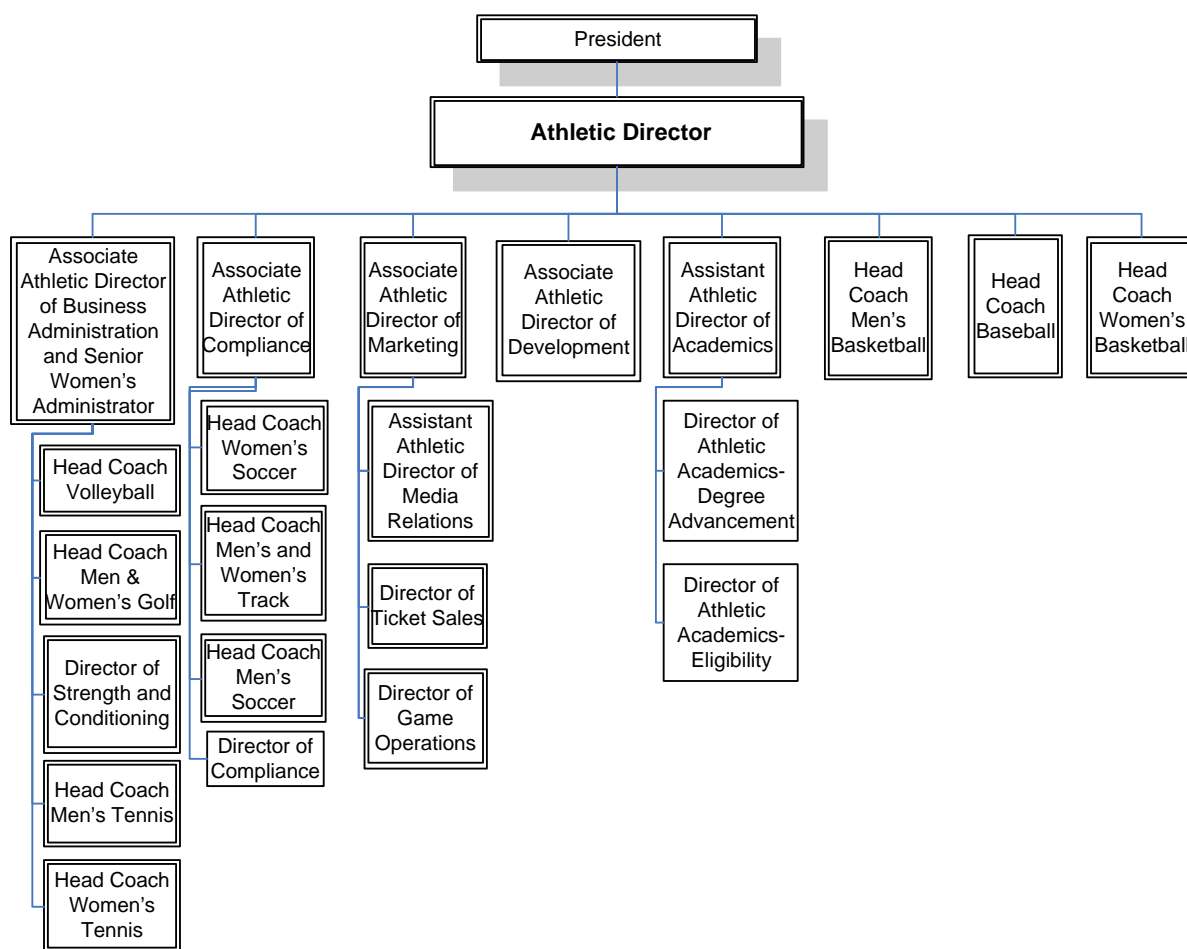 President
Athletic Director
Associate
Athletic Director
of Business
Administration
and Senior
Women's
Administrator
Head Coach
Volleyball
Head Coach
Men &
Women's Golf
Director of
Strength and
Conditioning
Head Coach
Men's Tennis
Head Coach
Women's
Tennis
Associate
Athletic
Director of
Compliance
Head Coach
Women's
Soccer
Head Coach
Men's and
Women's
Track
Head Coach
Men's
Soccer
Director of
Compliance
Associate
Athletic
Director of
Marketing
Assistant
Athletic
Director of
Media
Relations
Director of
Ticket Sales
Director of
Game
Operations
Associate
Athletic
Director of
Development
Assistant
Athletic
Director of
Academics
Director of
Athletic
Academics-
Degree
Advancement
Director of
Athletic
Academics-
Eligibility
Head
Coach
Men's
Basketball
Head
Coach
Baseball
Head
Coach
Women's
Basketball